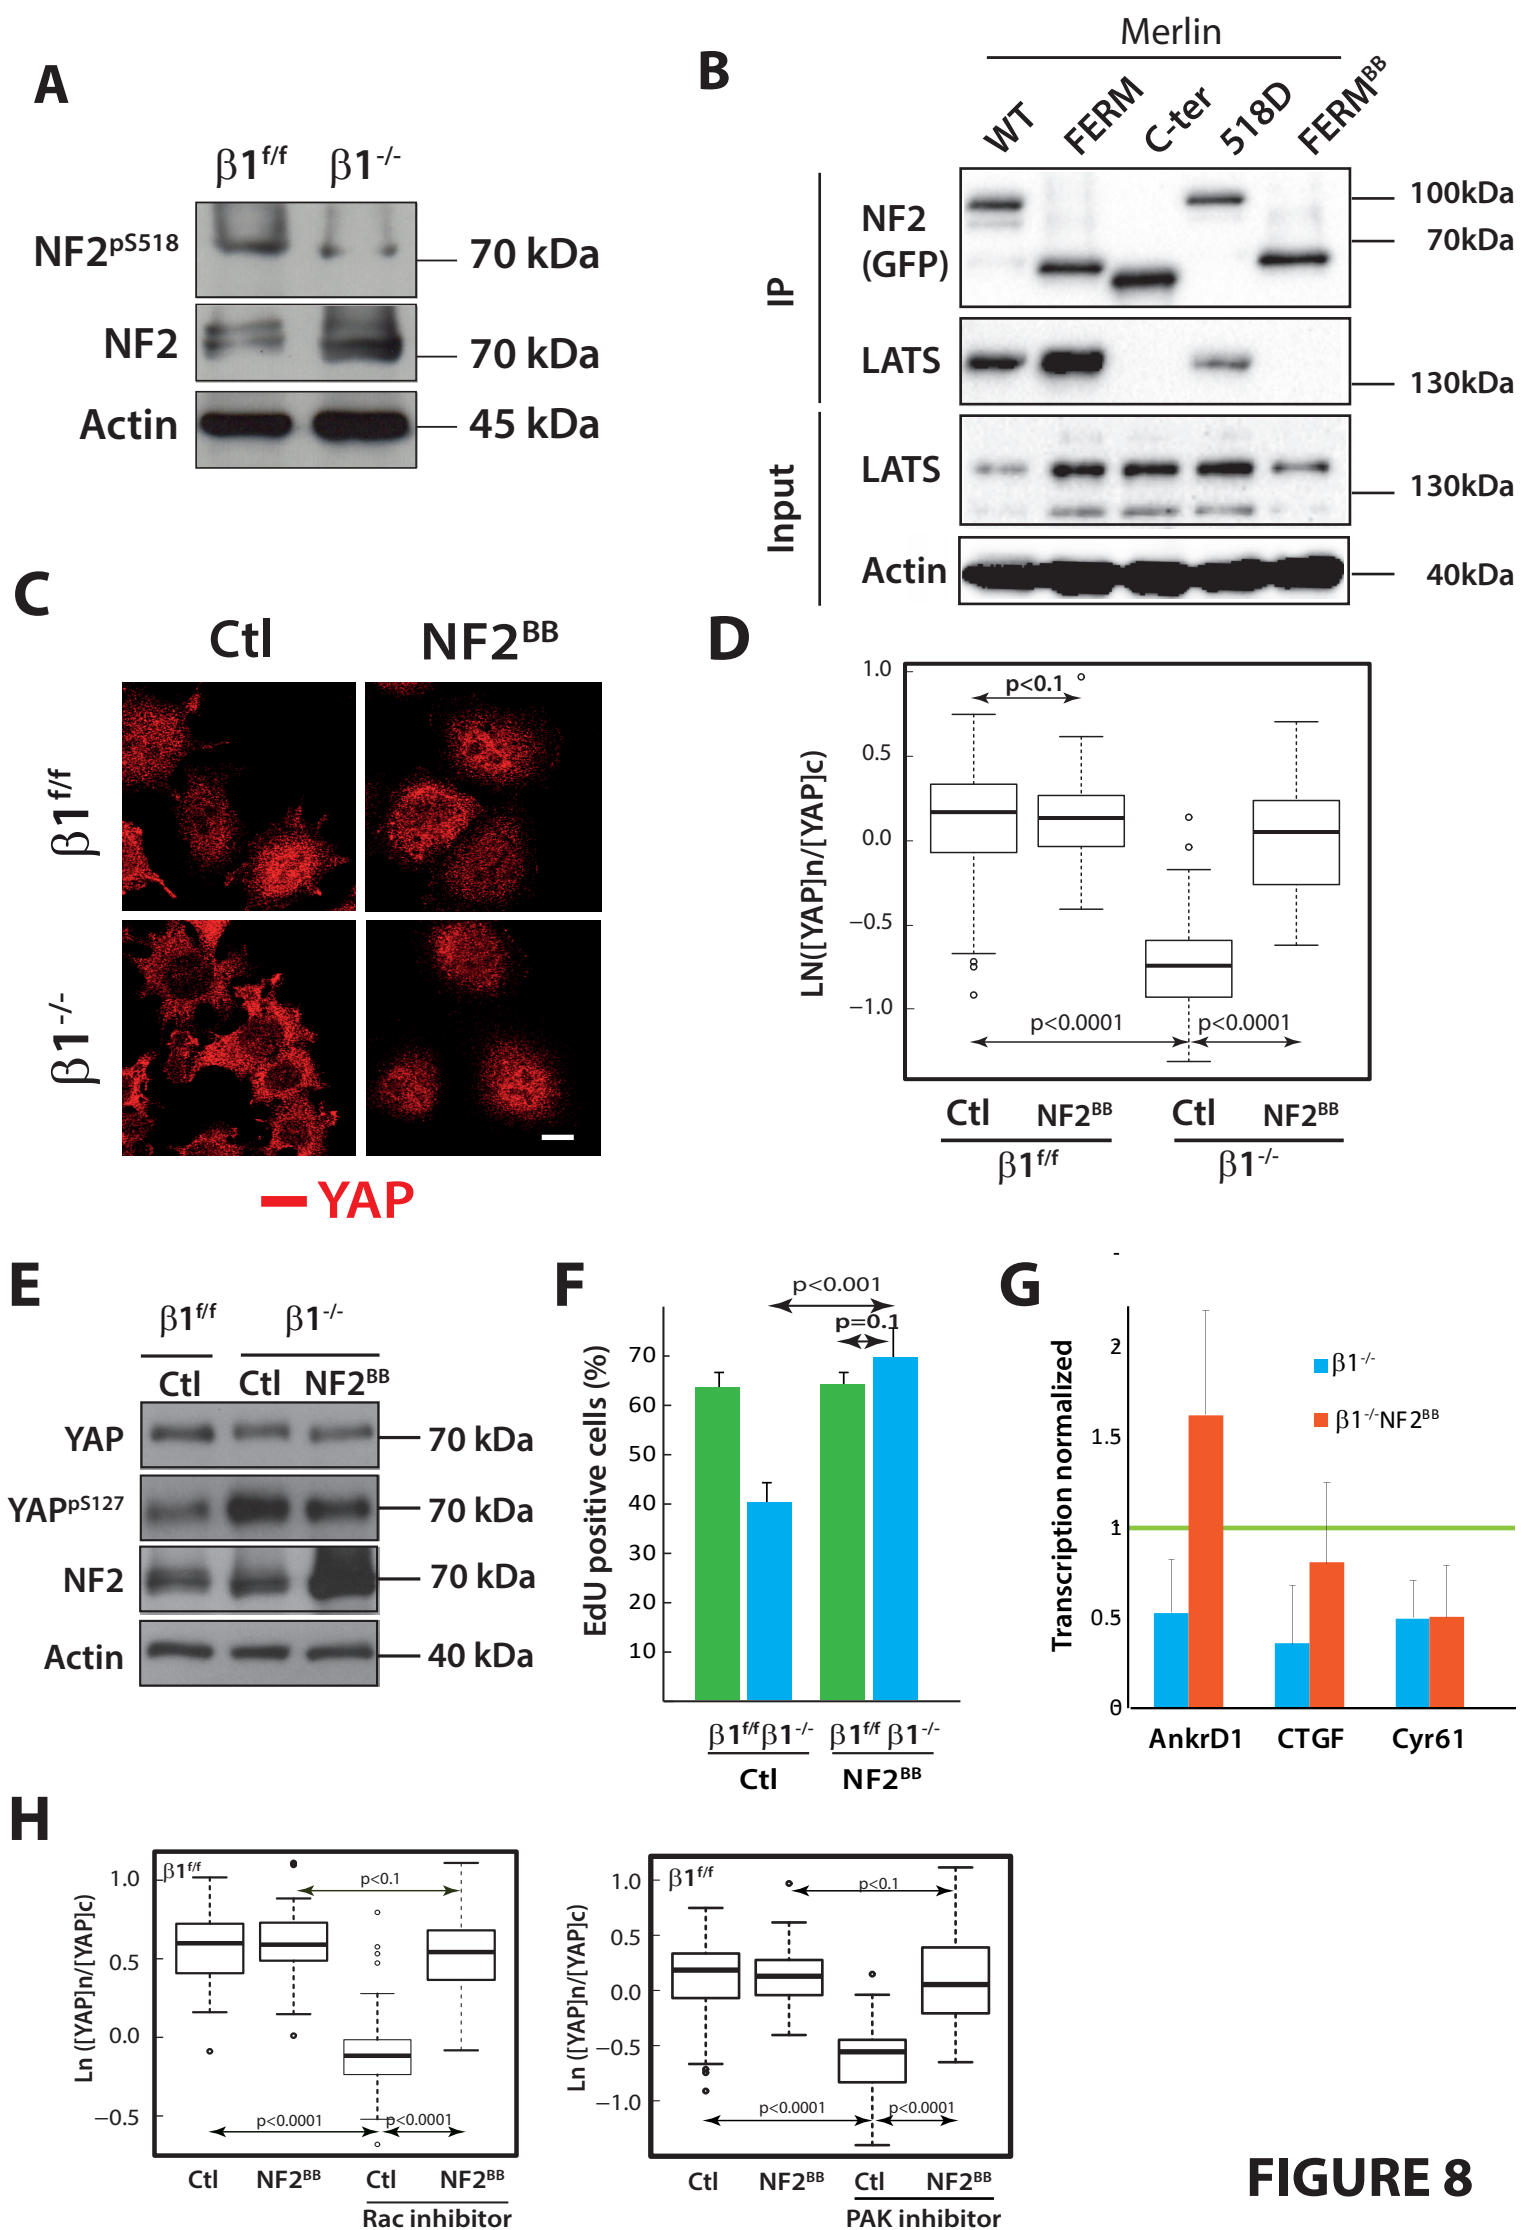 A
β1f/f β1-/-
NF2pS518
70 kDa
NF2
70 kDa
Actin
45 kDa
B
Merlin
WT FERM C-ter 518D FERMBB
IP
NF2
(GFP)
100kDa
70kDa
LATS
130kDa
Input
LATS
130kDa
Actin
40kDa
C
Ctl NF2BB
β1f/f
β1-/-
YAP
D
LN([YAP]n/[YAP]c)
1.0
0.5
0.0
−0.5
−1.0
p<0.1
p<0.0001 p<0.0001
Ctl NF2BB Ctl NF2BB
β1f/f β1-/-
E
β1f/f β1-/-
Ctl Ctl NF2BB
YAP 70 kDa
YAPpS127 70 kDa
NF2 70 kDa
Actin 40 kDa
F
p<0.001
p=0.1
EdU positive cells (%)
70
60
50
40
30
20
10
β1f/f β1-/- β1f/f β1-/-
Ctl NF2BB
G
Transcription normalized
2
1.5
1
0.5
0
β1-/-
β1-/-NF2BB
AnkrD1 CTGF Cyr61
H
β1f/f
Ln ([YAP]n/[YAP]c)
1.0
0.5
0.0
−0.5
p<0.1
p<0.0001 p<0.0001
Ctl NF2BB Ctl NF2BB
Rac inhibitor
β1f/f
Ln ([YAP]n/[YAP]c)
1.0
0.5
0.0
−0.5
−1.0
p<0.1
p<0.0001 p<0.0001
Ctl NF2BB Ctl NF2BB
PAK inhibitor
FIGURE 8